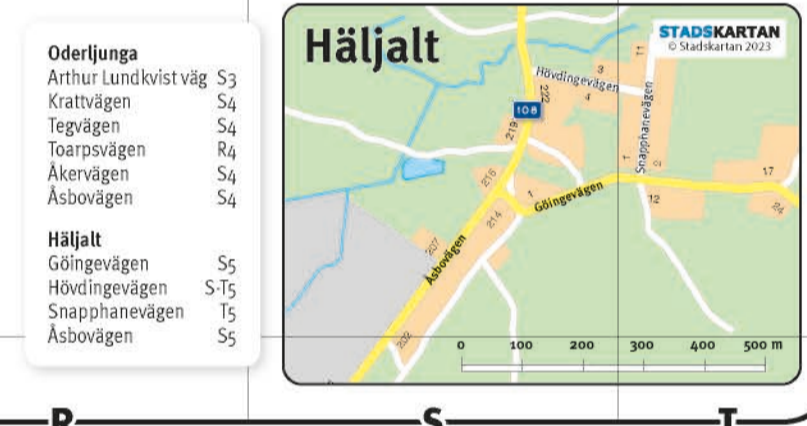 Oderljunga
Arthur Lundkvist väg S3
Krattvägen S4
Tegvägen S4
Toarpsvägen R4
Åkervägen S4
Åsbovägen S4
Häljalt
Göingevägen S5
Hövdingevägen S-T5
Snapphanevägen T5
Åsbovägen S5
Häljalt
STADSKARTAN
© Stadskartan 2023
11
Hövdingevägen
3
4
222
108
219
Snapphanevägen
1
2
216
1
17
Göingevägen
12
24
214
207
Åsbovägen
202
0 100 200 300 400 500 m
R S T